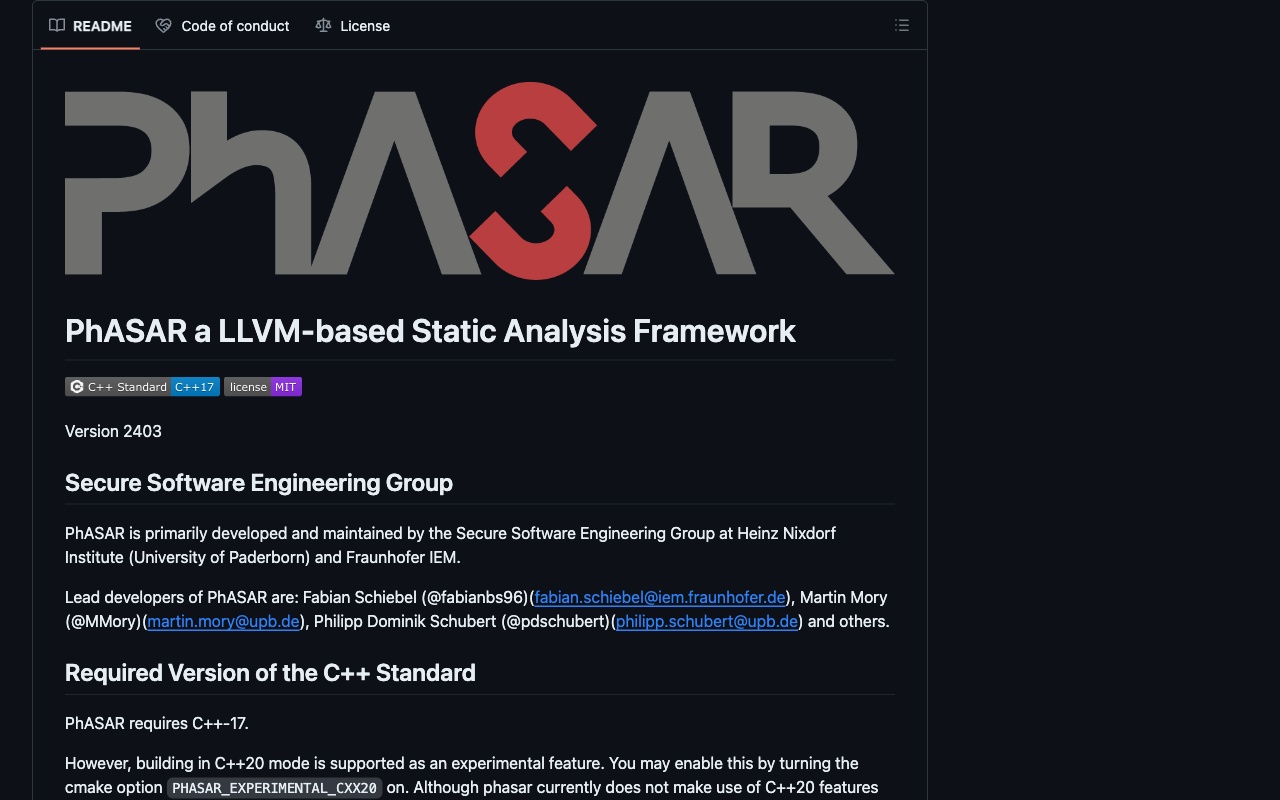 README Code of conduct License
PhASAR
PhASAR a LLVM-based Static Analysis Framework
C++ Standard C++17 license MIT
Version 2403
Secure Software Engineering Group
PhASAR is primarily developed and maintained by the Secure Software Engineering Group at Heinz Nixdorf
Institute (University of Paderborn) and Fraunhofer IEM.
Lead developers of PhASAR are: Fabian Schiebel (@fabianbs96)(fabian.schiebel@iem.fraunhofer.de), Martin Mory
(@MMory)(martin.mory@upb.de), Philipp Dominik Schubert (@pdschubert)(philipp.schubert@upb.de) and others.
Required Version of the C++ Standard
PhASAR requires C++-17.
However, building in C++20 mode is supported as an experimental feature. You may enable this by turning the
cmake option PHASAR_EXPERIMENTAL_CXX20 on. Although phasar currently does not make use of C++20 features